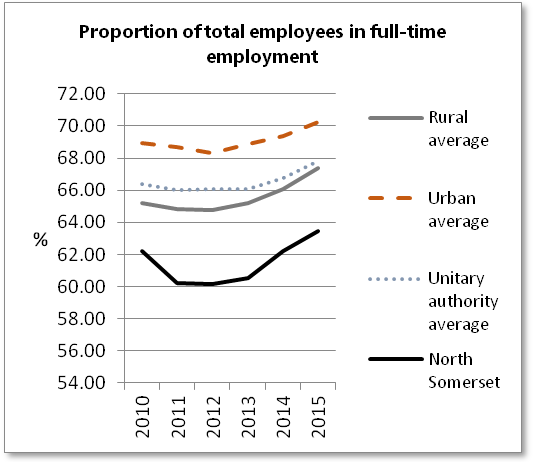 Proportion of total employees in full-time
employment
72.00
70.00
68.00
66.00
64.00
62.00
60.00
58.00
56.00
54.00
%
2010
2011
2012
2013
2014
2015
Rural
average
Urban
average
Unitary
authority
average
North
Somerset